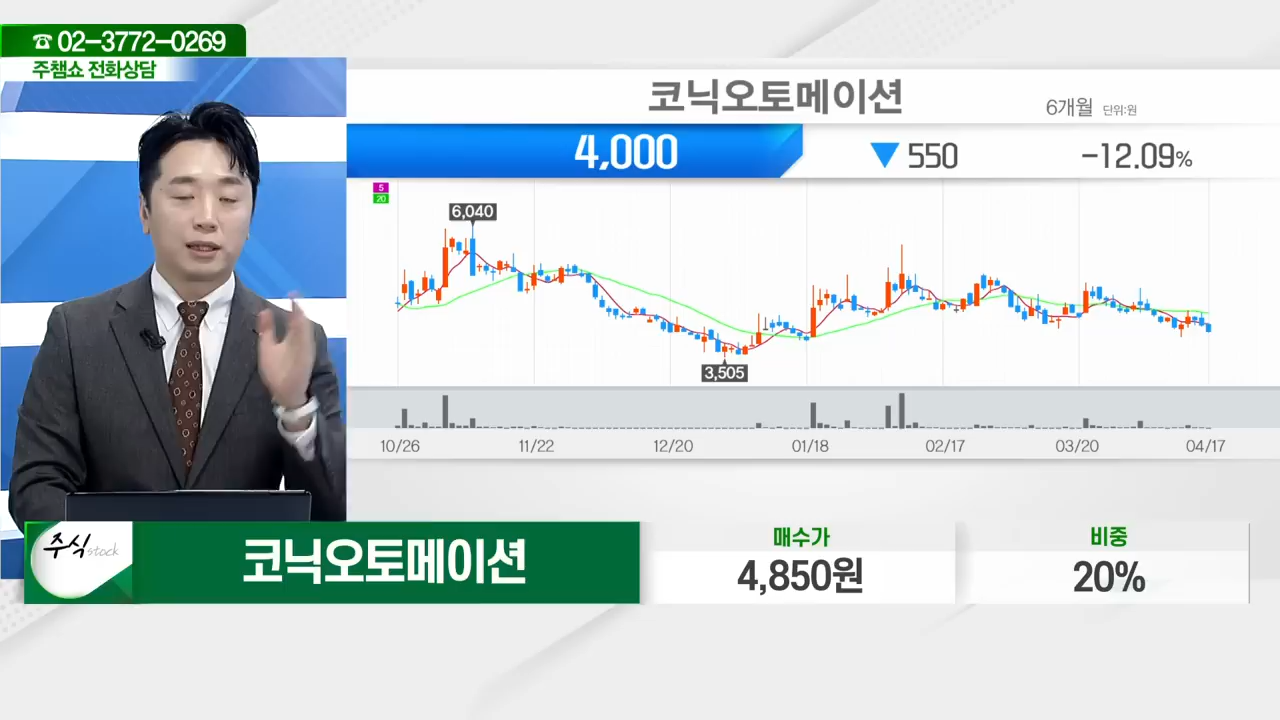 ☎ 02-3772-0269
주챔쇼 전화상담
코닉오토메이션
6개월 단위:원
4,000 ▼ 550 -12.09%
5
20
6,040
3,505
10/26 11/22 12/20 01/18 02/17 03/20 04/17
주식 stock
코닉오토메이션
매수가
4,850원
비중
20%